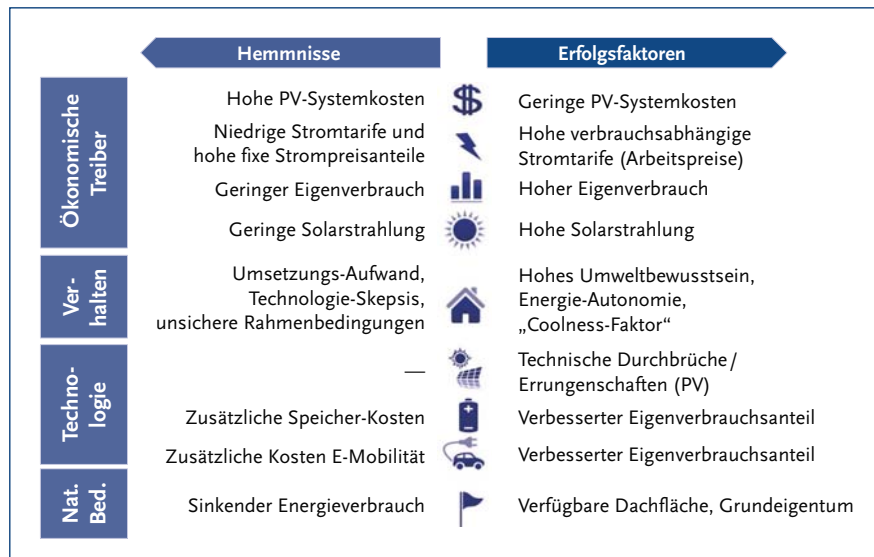 Hemmnisse
Erfolgsfaktoren
Ökonomische
Treiber
Hohe PV-Systemkosten
Geringe PV-Systemkosten
Niedrige Stromtarife und
hohe fixe Strompreisanteile
Hohe verbrauchsabhängige
Stromtarife (Arbeitspreise)
Geringer Eigenverbrauch
Hoher Eigenverbrauch
Geringe Solarstrahlung
Hohe Solarstrahlung
Ver-
halten
Umsetzungs-Aufwand,
Technologie-Skepsis,
unsichere Rahmenbedingungen
Hohes Umweltbewusstsein,
Energie-Autonomie,
„Coolness-Faktor“
Techno-
logie
—
Technische Durchbrüche/
Errungenschaften (PV)
Zusätzliche Speicher-Kosten
Verbesserter Eigenverbrauchsanteil
Zusätzliche Kosten E-Mobilität
Verbesserter Eigenverbrauchsanteil
Nat.
Bed.
Sinkender Energieverbrauch
Verfügbare Dachfläche, Grundeigentum